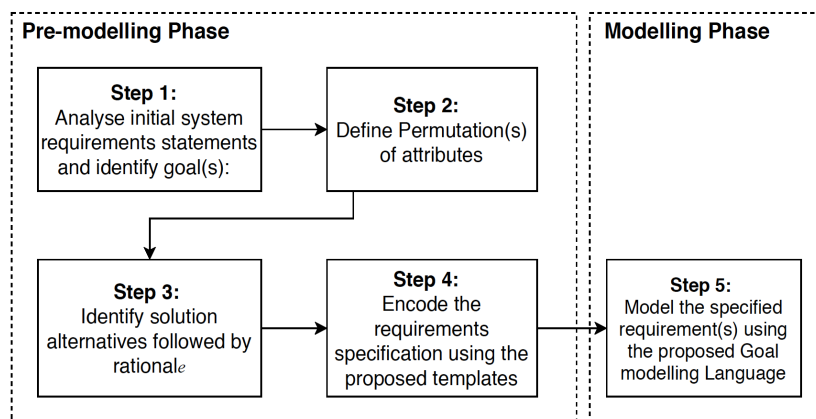 Pre-modelling Phase
Modelling Phase
Step 1:
Analyse initial system
requirements statements
and identify goal(s):
Step 2:
Define Permutation(s)
of attributes
Step 3:
Identify solution
alternatives followed by
rationale
Step 4:
Encode the
requirements
specification using the
proposed templates
Step 5:
Model the specified
requirement(s) using
the proposed Goal
modelling Language